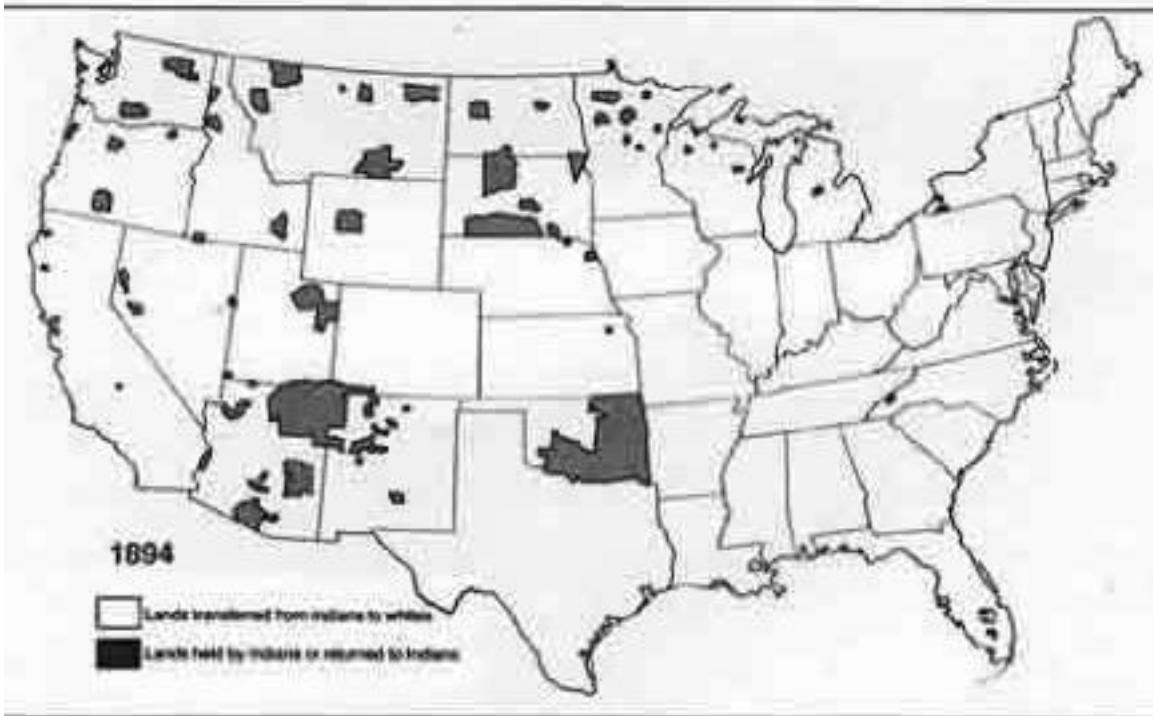 1894
Lands transferred from Indians to whites
Lands held by Indians or returned to Indians